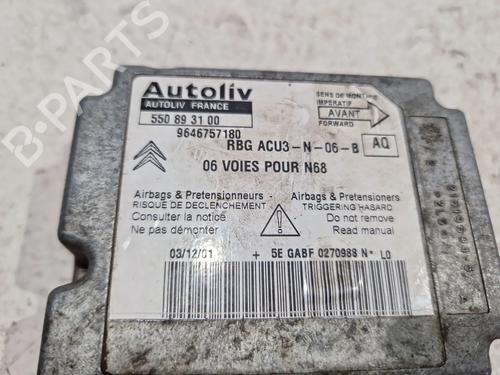 Autoliv
AUTOLIV FRANCE
550 89 31 00
9646757180
SENS DE MONTAGE
IMPERATIF
AVANT
FORWARD
RBG ACU3-N-06-B
AQ
06 VOIES POUR N68
Airbags & Pretensionneurs - Airbags & Pretensioners
RISQUE DE DECLENCHEMENT
TRIGGERING HASARD
Consulter la notice
Do not remove
Ne pas démonter
Read manual
03/12/01 + 5E GABF 0270988 N* L0